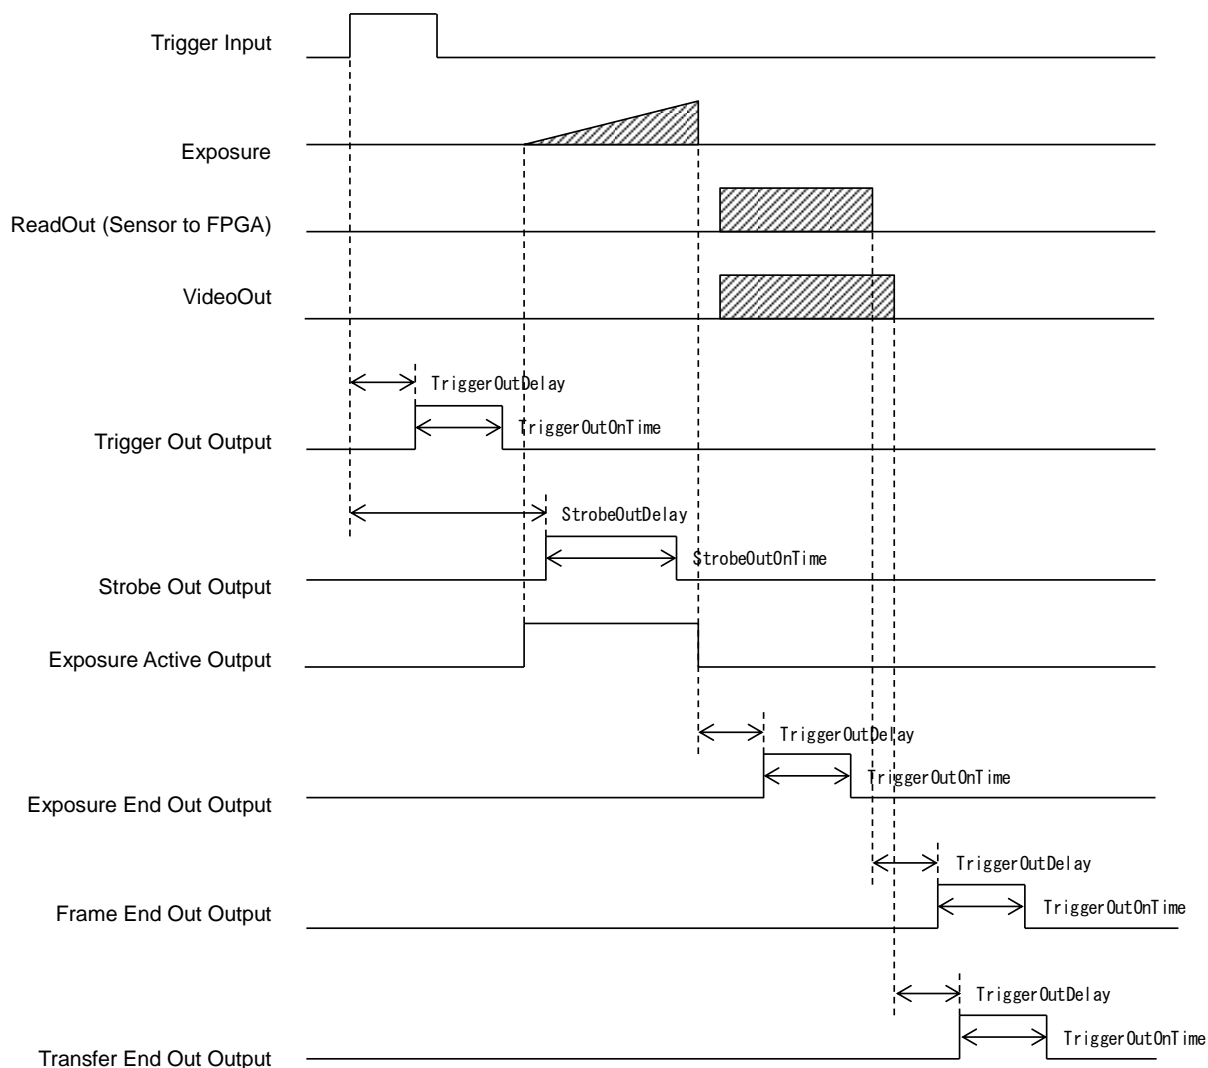 Trigger Input
Exposure
ReadOut (Sensor to FPGA)
VideoOut
TriggerOutDelay
Trigger Out Output
TriggerOutOnTime
StrobeOutDelay
StrobeOutOnTime
Strobe Out Output
Exposure Active Output
TriggerOutDelay
TriggerOutOnTime
Exposure End Out Output
TriggerOutDelay
Frame End Out Output
TriggerOutOnTime
TriggerOutDelay
TriggerOutOnTime
Transfer End Out Output